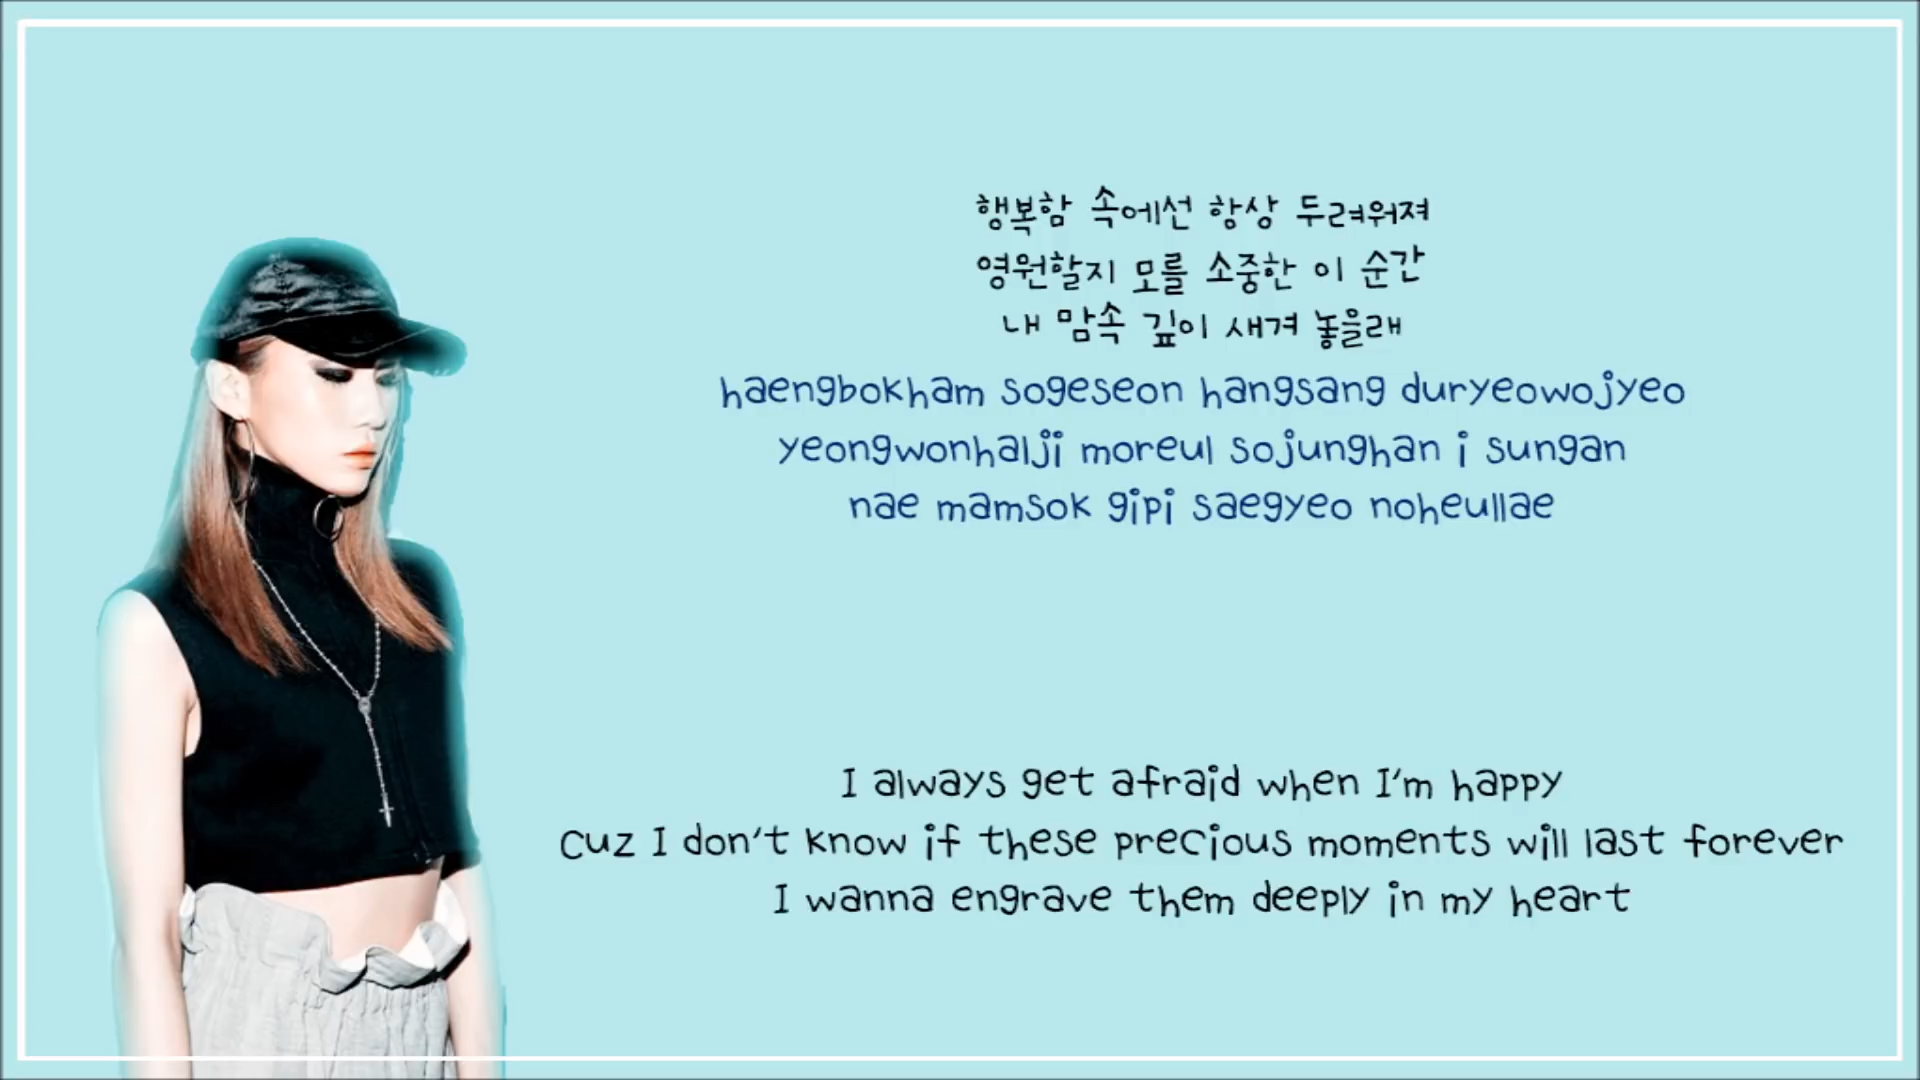 행복함 속에선 항상 두려워져
영원할지 모를 소중한 이 순간
내 맘속 깊이 새겨 놓을래
haengbokham sogeseon hangsang duryeowojyeo
yeongwonhalji moreul sojunghan i sungan
nae mamsok gipi saegyeo noheullae
I always get afraid when I'm happy
cuz I don't know if these precious moments will last forever
I wanna engrave them deeply in my heart